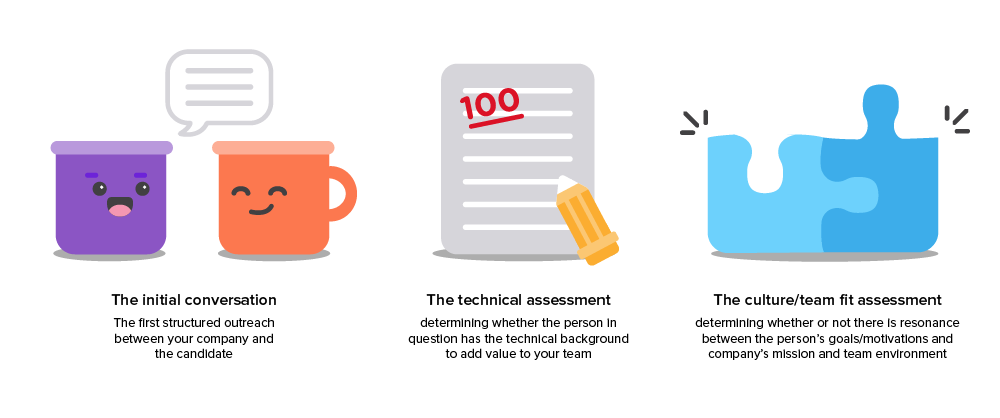 100
The initial conversation
The first structured outreach
between your company and
the candidate
The technical assessment
determining whether the person in
question has the technical background
to add value to your team
The culture/team fit assessment
determining whether or not there is resonance
between the person's goals/motivations and
company's mission and team environment